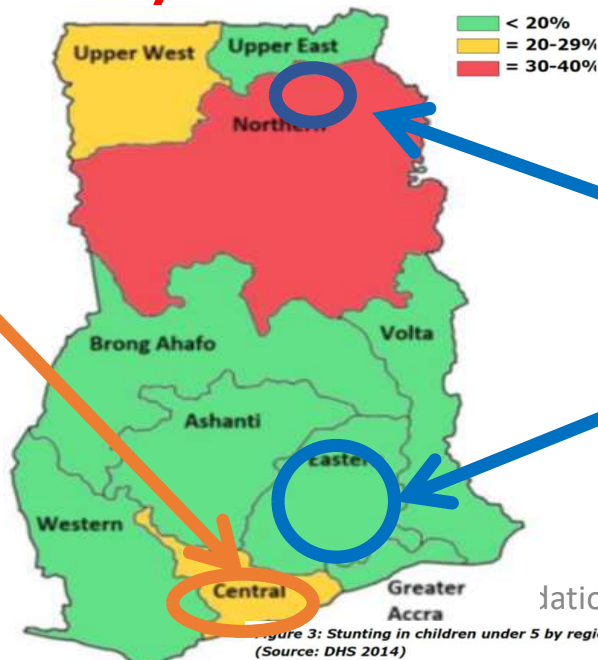 < 20%
= 20-29%
= 30-40%
Upper West
Upper East
Northern
Brong Ahafo
Volta
Ashanti
Easter
Western
Central
Greater
Accra
Figure 3: Stunting in children under 5 by regi
(Source: DHS 2014)